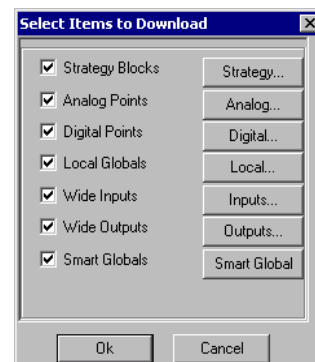 Select Items to Download
Strategy Blocks Strategy...
Analog Points Analog...
Digital Points Digital...
Local Globals Local...
Wide Inputs Inputs...
Wide Outputs Outputs...
Smart Globals Smart Global
Ok Cancel